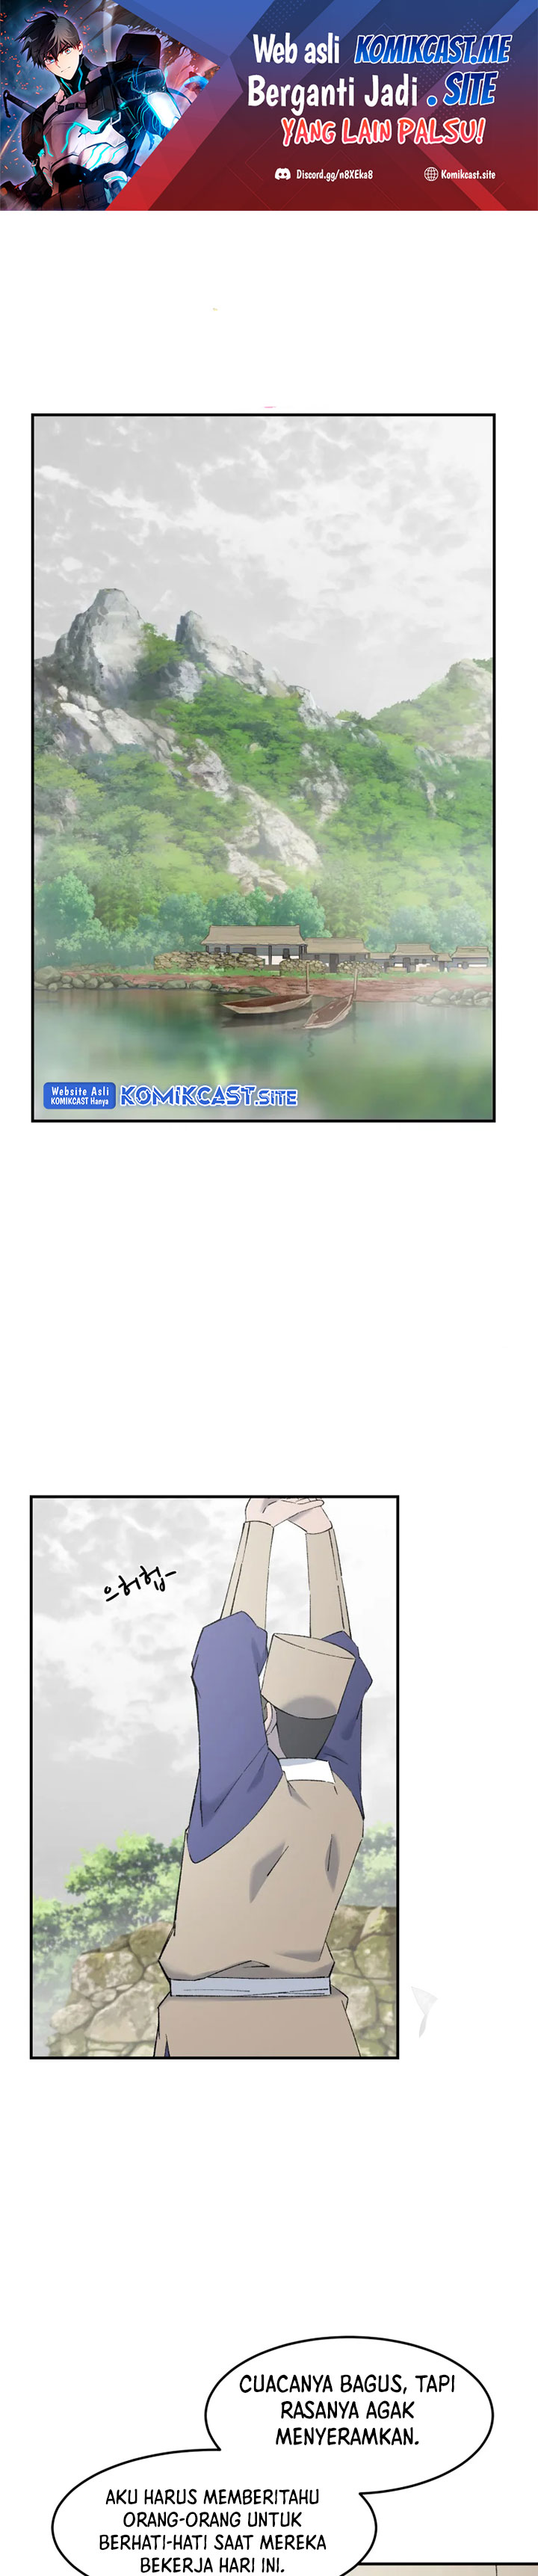 Web asli KOMIKCAST.ME
Berganti Jadi .SITE
YANG LAIN PALSU!
Discord.gg/n8XEka8 Komikcast.site
Website Asli
KOMIKCAST Hanya
KOMIKCAST.SITE
으허헙-
CUACANYA BAGUS, TAPI
RASANYA AGAK
MENYERAMKAN.
AKU HARUS MEMBERITAHU
ORANG-ORANG UNTUK
BERHATI-HATI SAAT MEREKA
BEKERJA HARI INI.